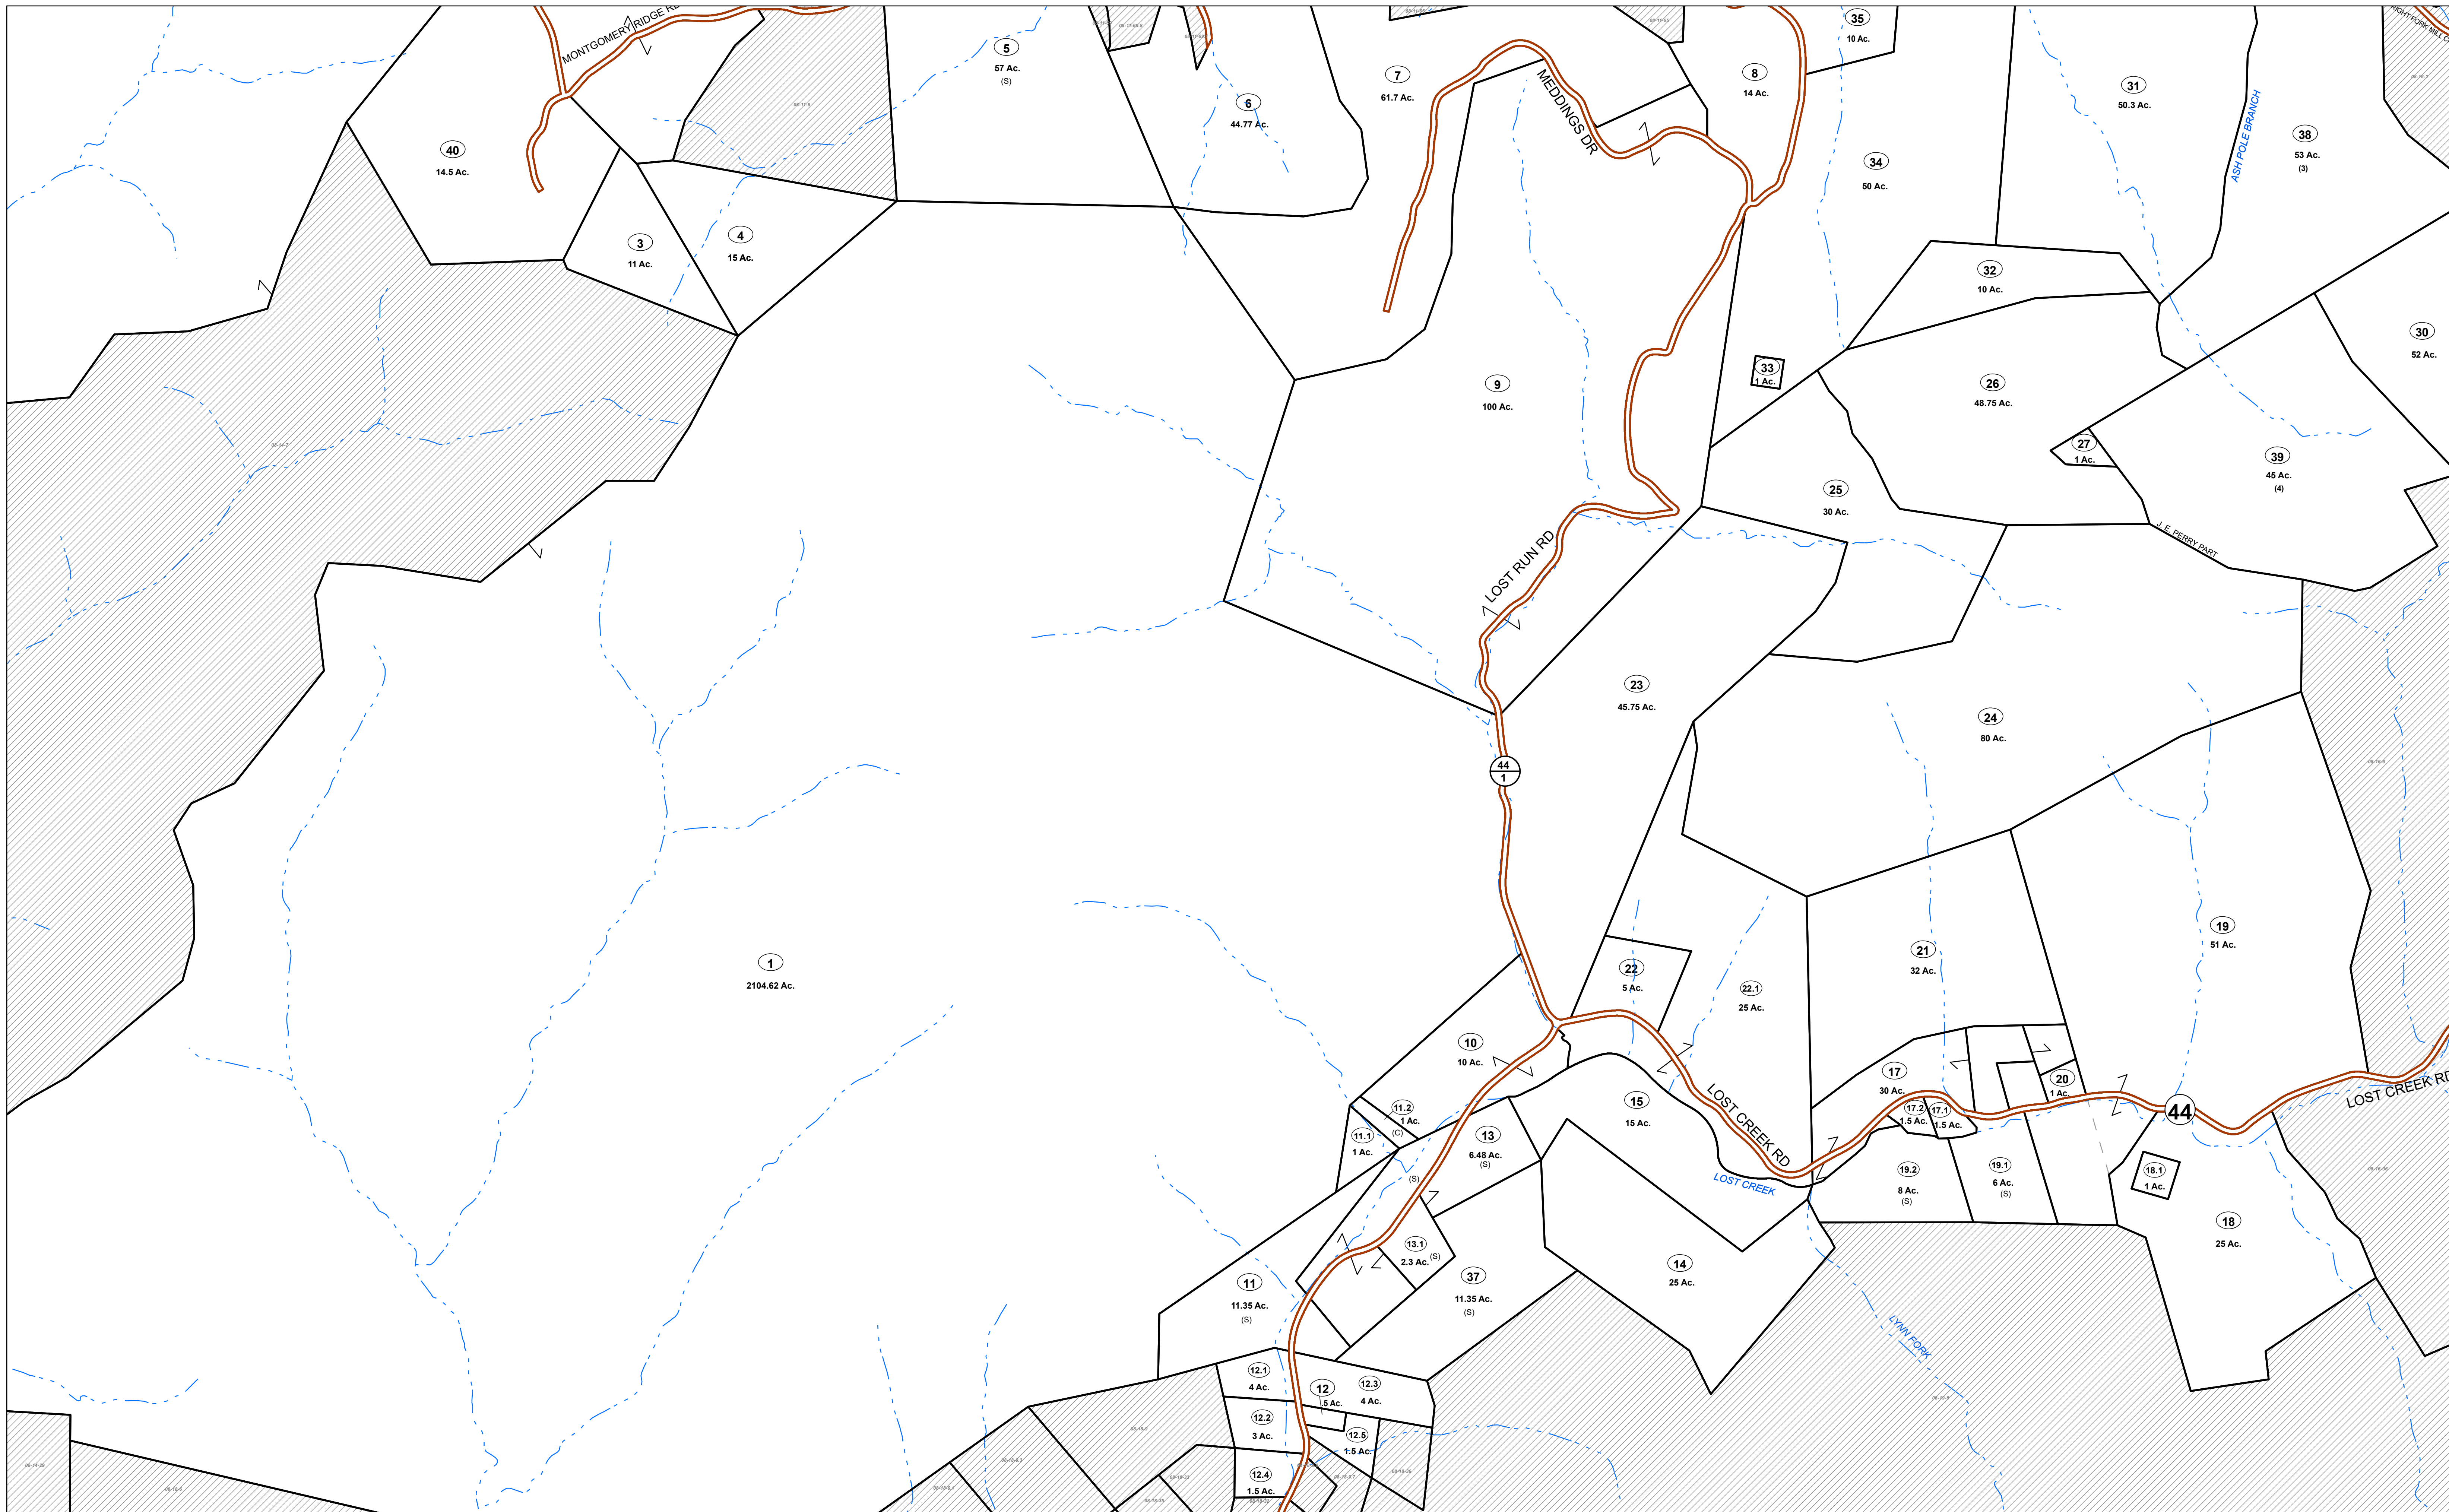 MONTGOMERY RIDGE RD
RIGHT FORK MILL C
35
10 Ac.
5
57 Ac.
(S)
7
61.7 Ac.
8
14 Ac.
31
50.3 Ac.
6
44.77 Ac.
MEDDINGS DR
ASH POLE BRANCH
38
53 Ac.
(3)
40
14.5 Ac.
34
50 Ac.
3
11 Ac.
4
15 Ac.
32
10 Ac.
30
52 Ac.
33
1 Ac.
9
100 Ac.
26
48.75 Ac.
27
1 Ac.
39
45 Ac.
(4)
25
30 Ac.
J. E. PERRY PART
LOST RUN RD
23
45.75 Ac.
24
80 Ac.
44
1
1
2104.62 Ac.
22
5 Ac.
22.1
25 Ac.
21
32 Ac.
19
51 Ac.
10
10 Ac.
17
30 Ac.
20
1 Ac.
LOST CREEK RD
44
LOST CREEK RD
11.2
1 Ac.
(C)
11.1
1 Ac.
15
15 Ac.
17.2
1.5 Ac.
17.1
1.5 Ac.
13
6.48 Ac.
(S)
(S)
LOST CREEK
19.2
8 Ac.
(S)
19.1
6 Ac.
(S)
18.1
1 Ac.
18
25 Ac.
13.1
2.3 Ac.
(S)
11
11.35 Ac.
(S)
37
11.35 Ac.
(S)
14
25 Ac.
LYNN FORK
12.1
4 Ac.
12
.5 Ac.
12.3
4 Ac.
12.2
3 Ac.
12.5
1.5 Ac.
12.4
1.5 Ac.